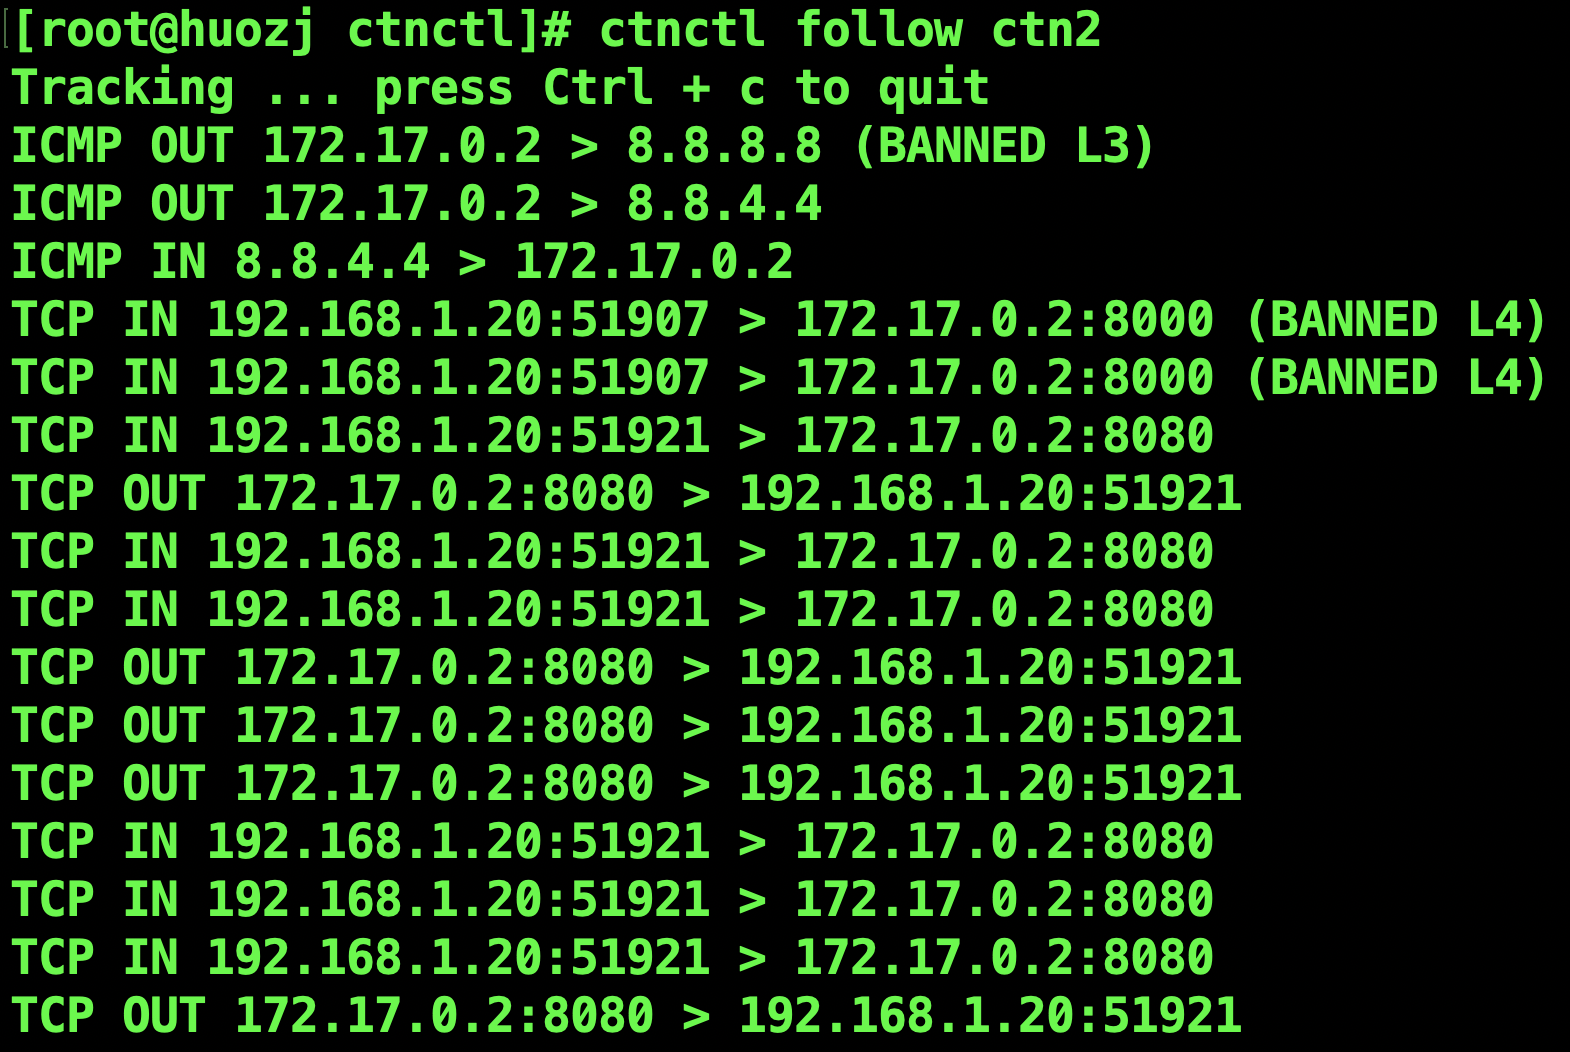 [root@huozj ctnctl]# ctnctl follow ctn2
Tracking ... press Ctrl + c to quit
ICMP OUT 172.17.0.2 > 8.8.8.8 (BANNED L3)
ICMP OUT 172.17.0.2 > 8.8.4.4
ICMP IN 8.8.4.4 > 172.17.0.2
TCP IN 192.168.1.20:51907 > 172.17.0.2:8000 (BANNED L4)
TCP IN 192.168.1.20:51907 > 172.17.0.2:8000 (BANNED L4)
TCP IN 192.168.1.20:51921 > 172.17.0.2:8080
TCP OUT 172.17.0.2:8080 > 192.168.1.20:51921
TCP IN 192.168.1.20:51921 > 172.17.0.2:8080
TCP IN 192.168.1.20:51921 > 172.17.0.2:8080
TCP OUT 172.17.0.2:8080 > 192.168.1.20:51921
TCP OUT 172.17.0.2:8080 > 192.168.1.20:51921
TCP OUT 172.17.0.2:8080 > 192.168.1.20:51921
TCP IN 192.168.1.20:51921 > 172.17.0.2:8080
TCP IN 192.168.1.20:51921 > 172.17.0.2:8080
TCP IN 192.168.1.20:51921 > 172.17.0.2:8080
TCP OUT 172.17.0.2:8080 > 192.168.1.20:51921